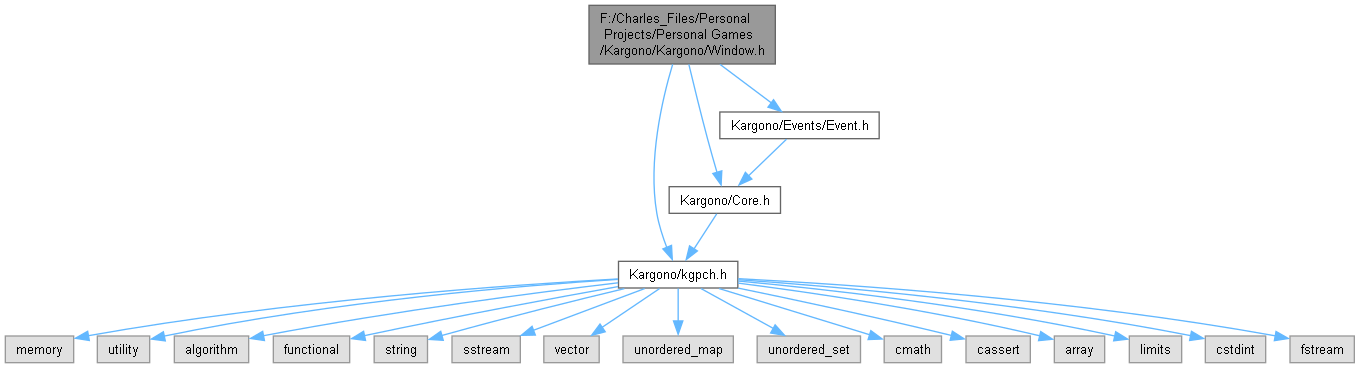 F:/Charles_Files/Personal
Projects/Personal Games
/Kargono/Kargono/Window.h
Kargono/Events/Event.h
Kargono/Core.h
Kargono/kgpch.h
memory
utility
algorithm
functional
string
sstream
vector
unordered_map
unordered_set
cmath
cassert
array
limits
cstdint
fstream